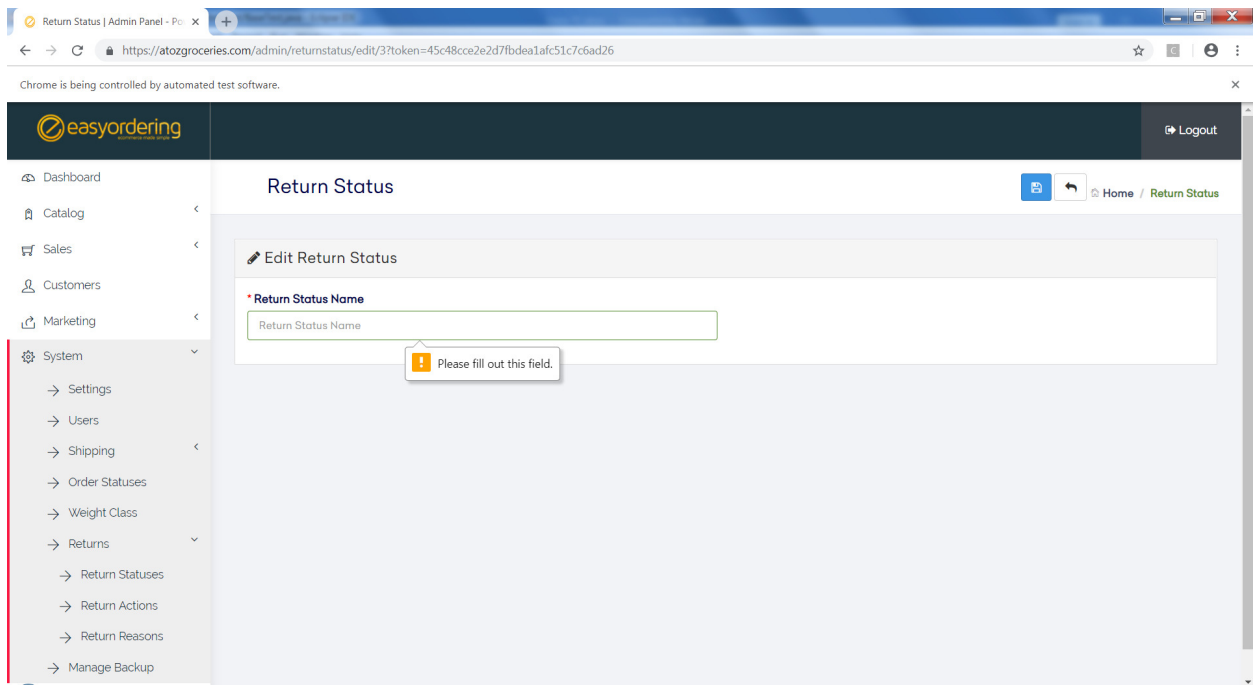 Return Status | Admin Panel - Po
https://atozgroceries.com/admin/returnstatus/edit/3?token=45c48cce2e2d7fbdea1afc51c7c6ad26
Chrome is being controlled by automated test software.
easyordering
ecommerce made simple
Logout
Dashboard
Return Status
Home / Return Status
Catalog
Sales
Edit Return Status
Customers
* Return Status Name
Marketing
Return Status Name
System
Please fill out this field.
Settings
Users
Shipping
Order Statuses
Weight Class
Returns
Return Statuses
Return Actions
Return Reasons
Manage Backup